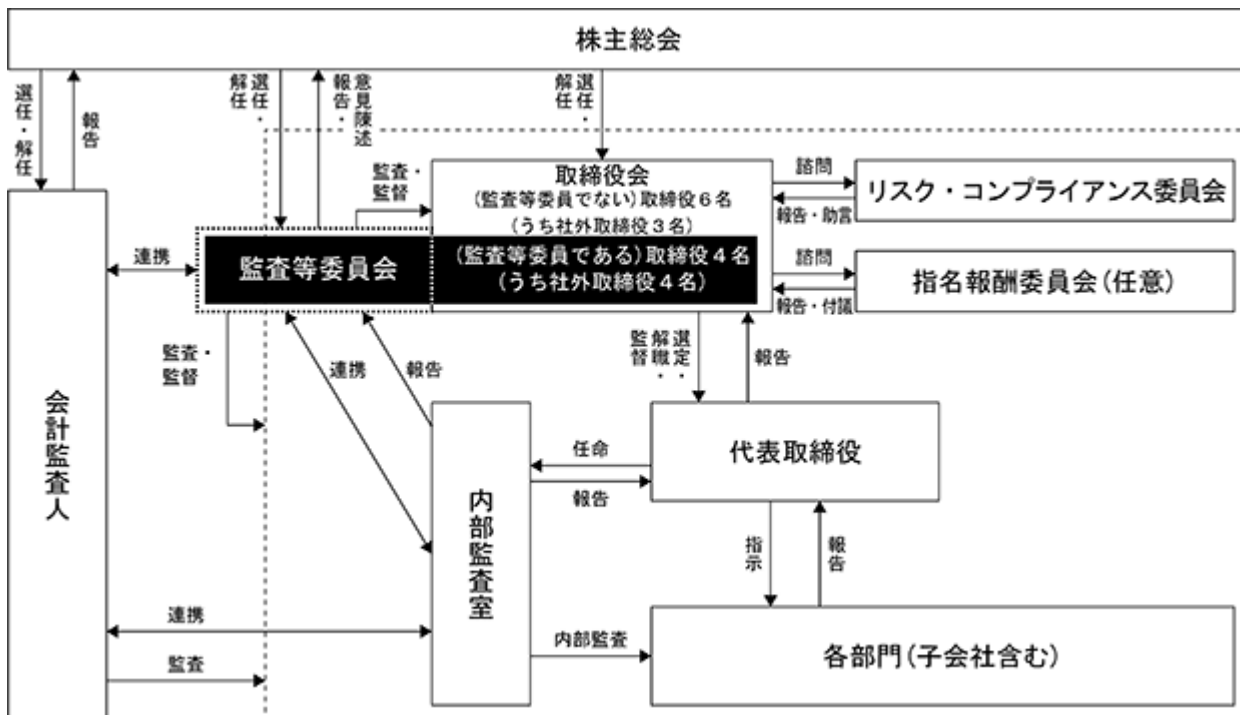 株主総会
選任・解任
報告
選任・
解任
意見陳述
報告・
選任・
解任
監査・
監督
取締役会
(監査等委員でない)取締役6名
(うち社外取締役3名)
諮問
報告・助言
リスク・コンプライアンス委員会
連携
監査等委員会
(監査等委員である)取締役4名
(うち社外取締役4名)
諮問
報告・付議
指名報酬委員会(任意)
監査・
監督
連携
報告
選定・
解職・
監督
報告
会計監査人
内部監査室
任命
報告
代表取締役
指示
報告
連携
監査
内部監査
各部門(子会社含む)